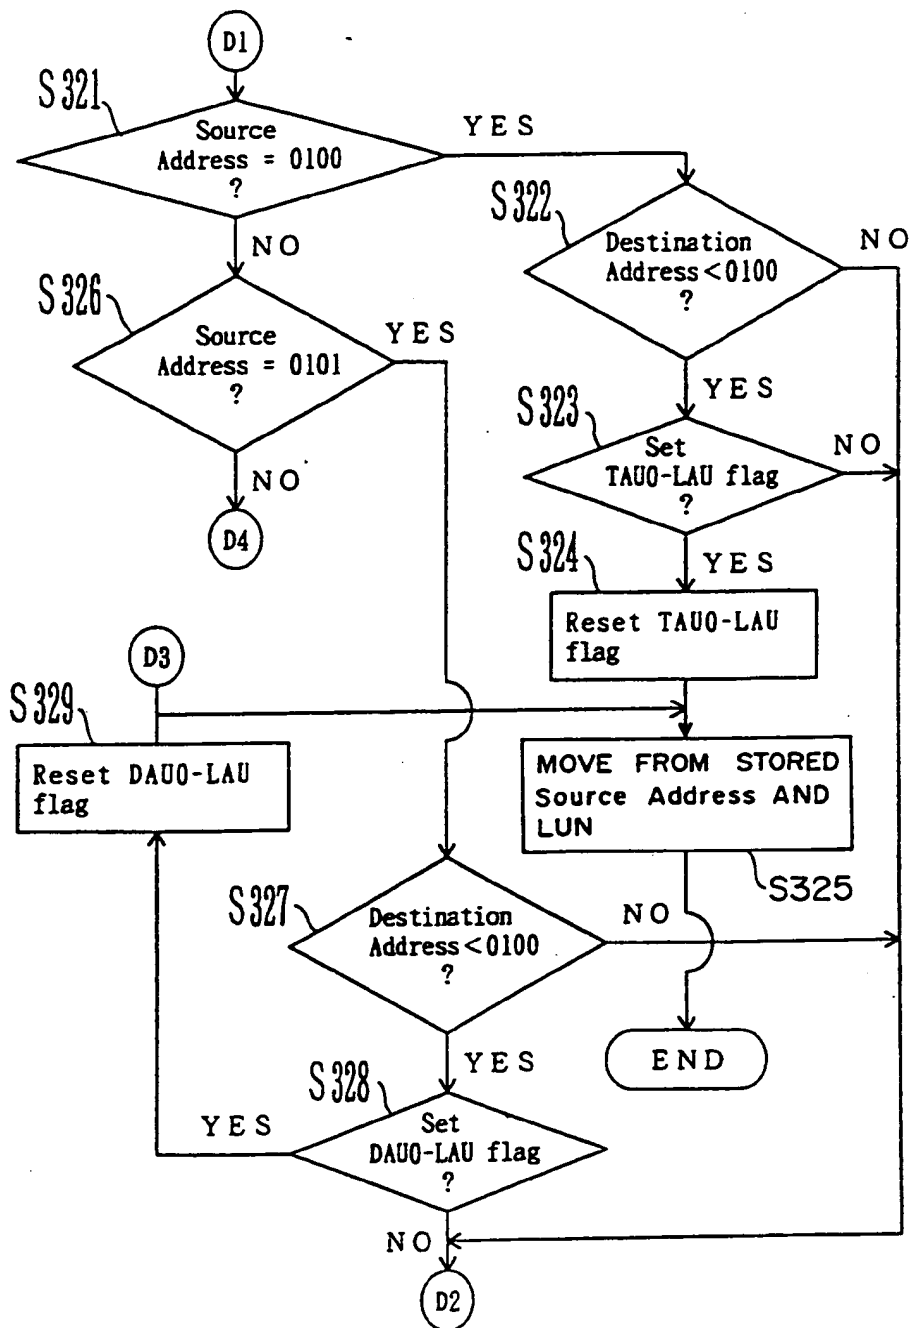 D1
S321
Source
Address = 0100
?
YES
NO
S322
Destination
Address<0100
?
NO
YES
S326
Source
Address = 0101
?
YES
NO
D4
S323
Set
TAU0-LAU flag
?
NO
YES
S324
Reset TAU0-LAU
flag
D3
S329
Reset DAU0-LAU
flag
MOVE FROM STORED
Source Address AND
LUN
S325
S327
Destination
Address<0100
?
NO
YES
END
S328
Set
DAU0-LAU flag
?
YES
NO
D2